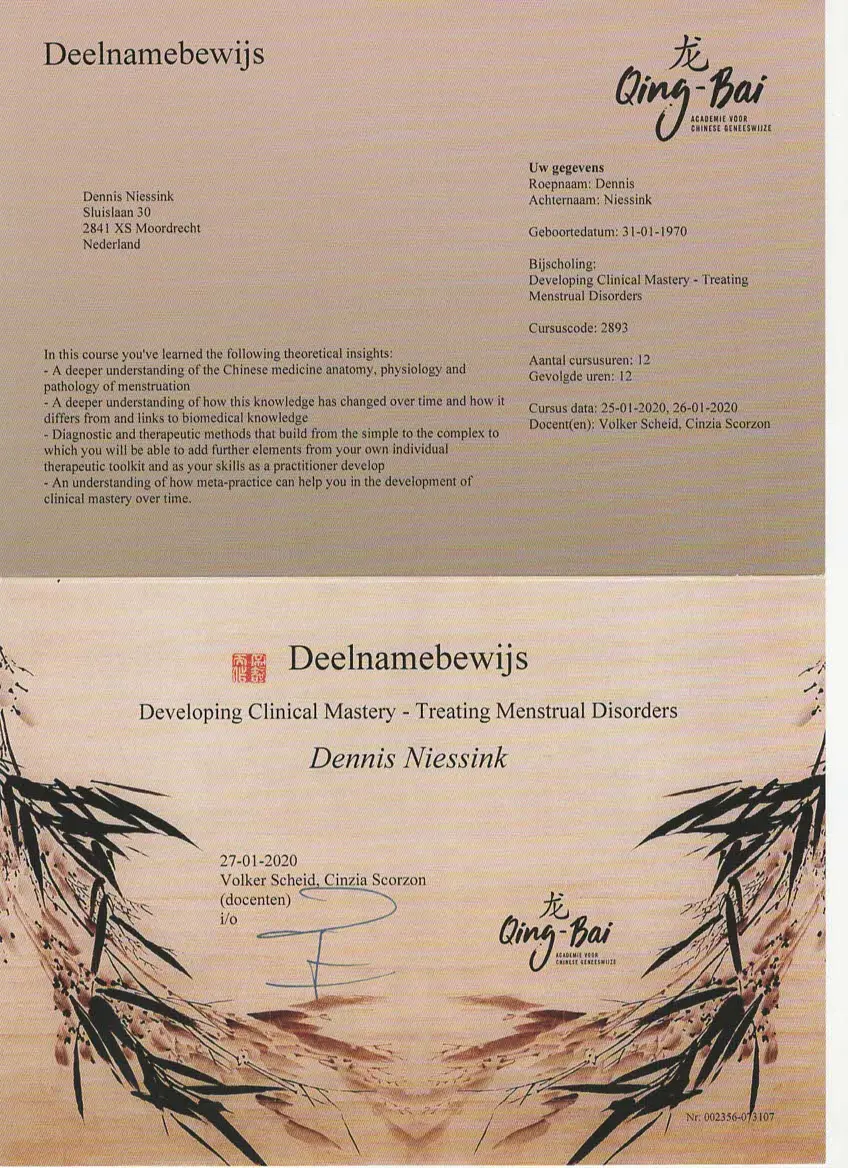 Deelnamebewijs
龙
Qing-Bai
ACADEMIE VOOR
CHINESE GENEESWIJZE
Dennis Niessink
Sluislaan 30
2841 XS Moordrecht
Nederland
Uw gegevens
Roepnaam: Dennis
Achternaam: Niessink
Geboortedatum: 31-01-1970
Bijscholing:
Developing Clinical Mastery - Treating
Menstrual Disorders
Cursuscode: 2893
Aantal cursusuren: 12
Gevolgde uren: 12
Cursus data: 25-01-2020, 26-01-2020
Docent(en): Volker Scheid, Cinzia Scorzon
In this course you've learned the following theoretical insights:
- A deeper understanding of the Chinese medicine anatomy, physiology and
pathology of menstruation
- A deeper understanding of how this knowledge has changed over time and how it
differs from and links to biomedical knowledge
- Diagnostic and therapeutic methods that build from the simple to the complex to
which you will be able to add further elements from your own individual
therapeutic toolkit and as your skills as a practitioner develop
- An understanding of how meta-practice can help you in the development of
clinical mastery over time.
Deelnamebewijs
Developing Clinical Mastery - Treating Menstrual Disorders
Dennis Niessink
27-01-2020
Volker Scheid, Cinzia Scorzon
(docenten)
i/o
龙
Qing-Bai
ACADEMIE VOOR
CHINESE GENEESWIJZE
Nr: 002356-073107